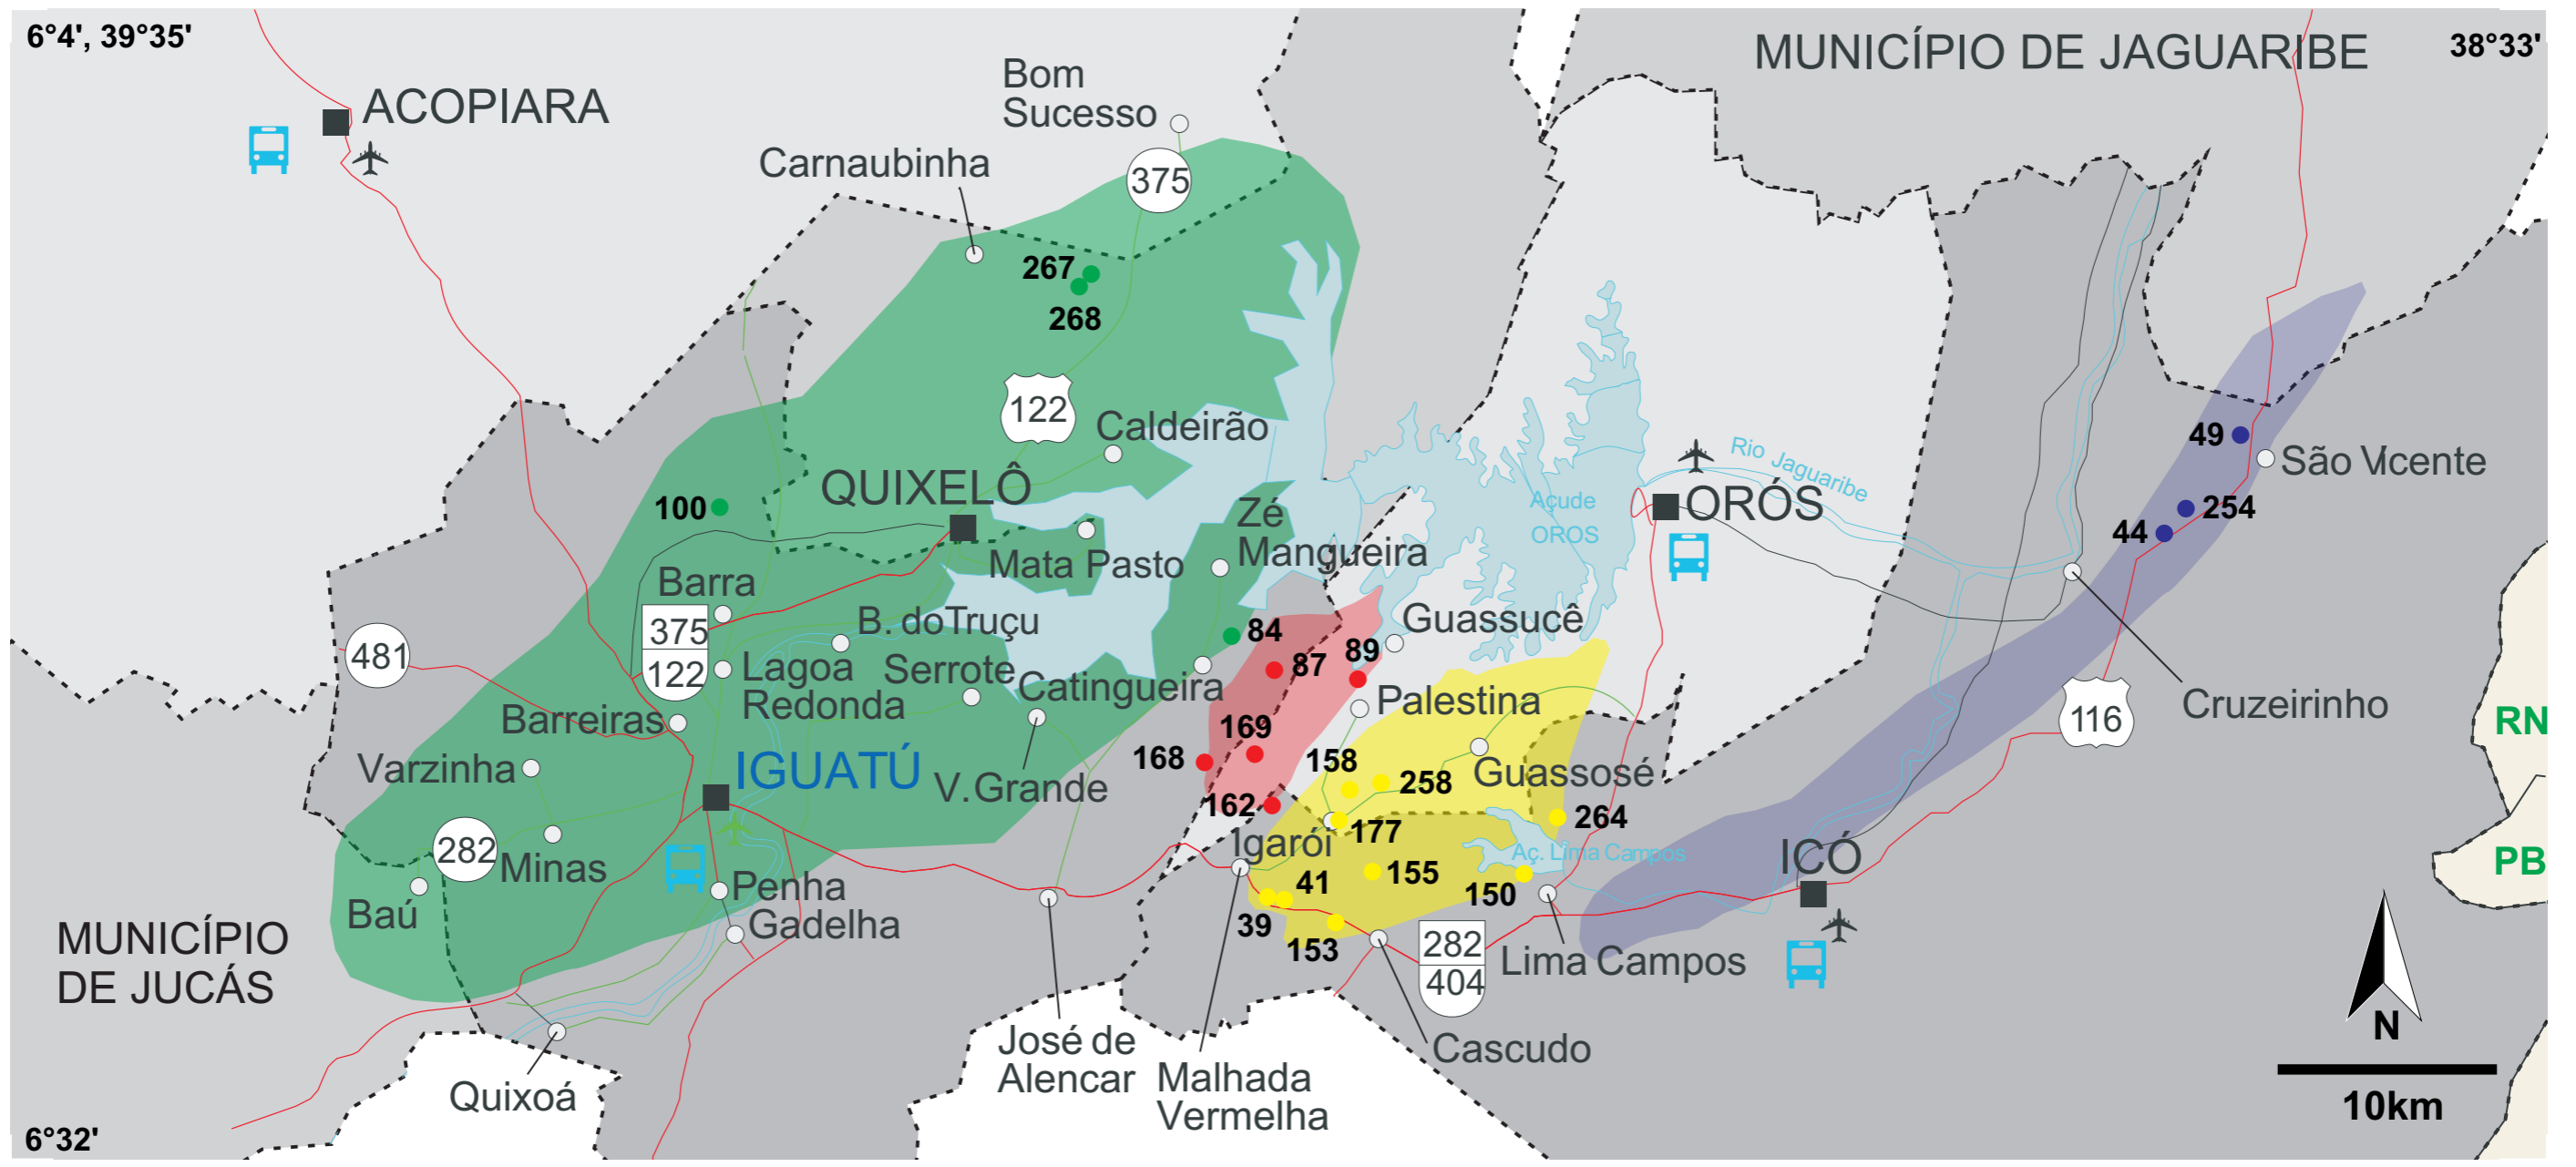 6°4', 39°35'
MUNICÍPIO DE JAGUARIBE
38°33'
ACOPIARA
Bom
Sucesso
Carnaubinha
375
267
268
122
Caldeirão
QUIXELÔ
100
Zé
Mangueira
Mata Pasto
Açude
OROS
Rio Jaguaribe
ORÓS
49
São Vicente
254
44
Barra
375
122
B. doTruçu
Lagoa
Redonda
Serrote
Catingueira
84
87
89
Guassucê
Palestina
481
Barreiras
Varzinha
IGUATÚ
V.Grande
168
169
162
158
258
Guassosé
264
177
Igarói
116
Cruzeirinho
RN
PB
282
Minas
Baú
Penha
Gadelha
41
39
153
155
150
Aç. Lima Campos
ICÓ
282
404
Lima Campos
MUNICÍPIO
DE JUCÁS
Quixoá
José de
Alencar
Malhada
Vermelha
Cascudo
N
10km
6°32'